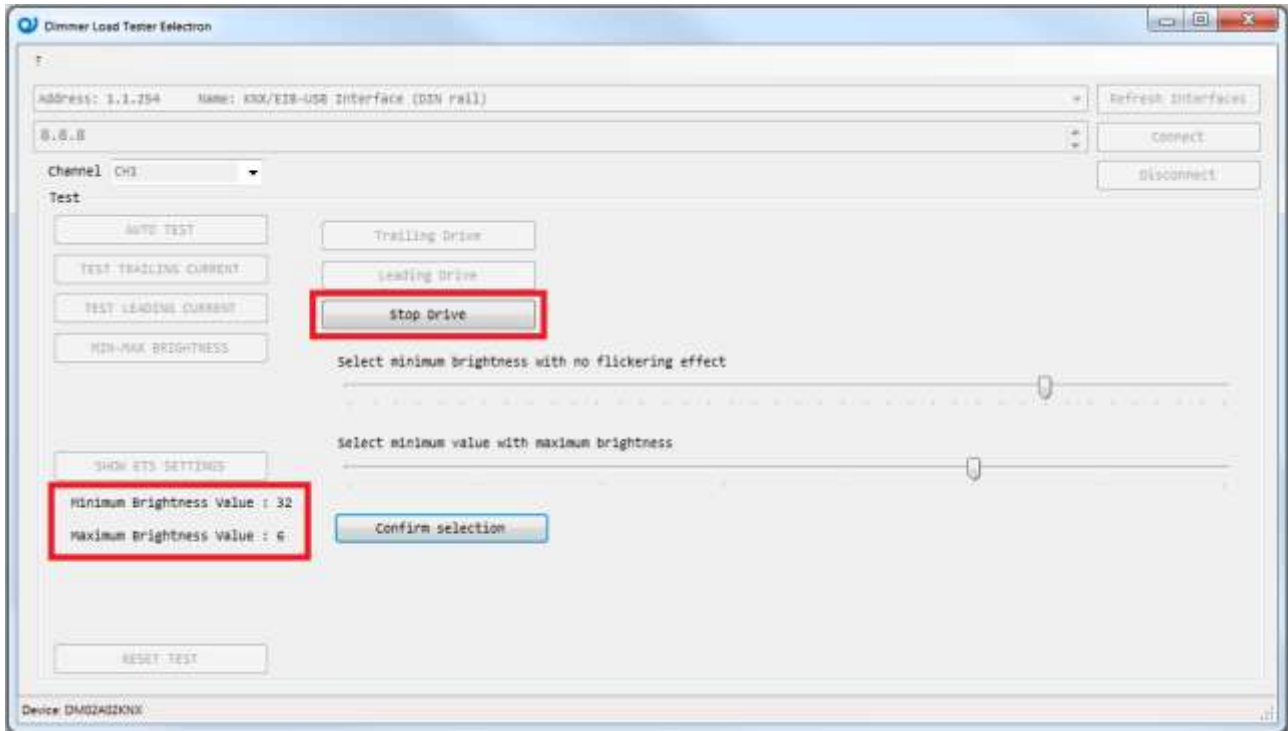 Dimmer Load Tester Eelectron
?
Address: 1.1.254 Name: KNX/EIB-USB Interface (DIN rail)
Refresh Interfaces
8.8.8
Connect
Channel CH1
Disconnect
Test
AUTO TEST
Trailing Drive
TEST TRAILING CURRENT
Leading Drive
TEST LEADING CURRENT
Stop Drive
MIN-MAX BRIGHTNESS
Select minimum brightness with no flickering effect
Select minimum value with maximum brightness
SHOW ETS SETTINGS
Minimum Brightness Value : 32
Confirm selection
Maximum Brightness Value : 6
RESET TEST
Device: DM02A02KNX